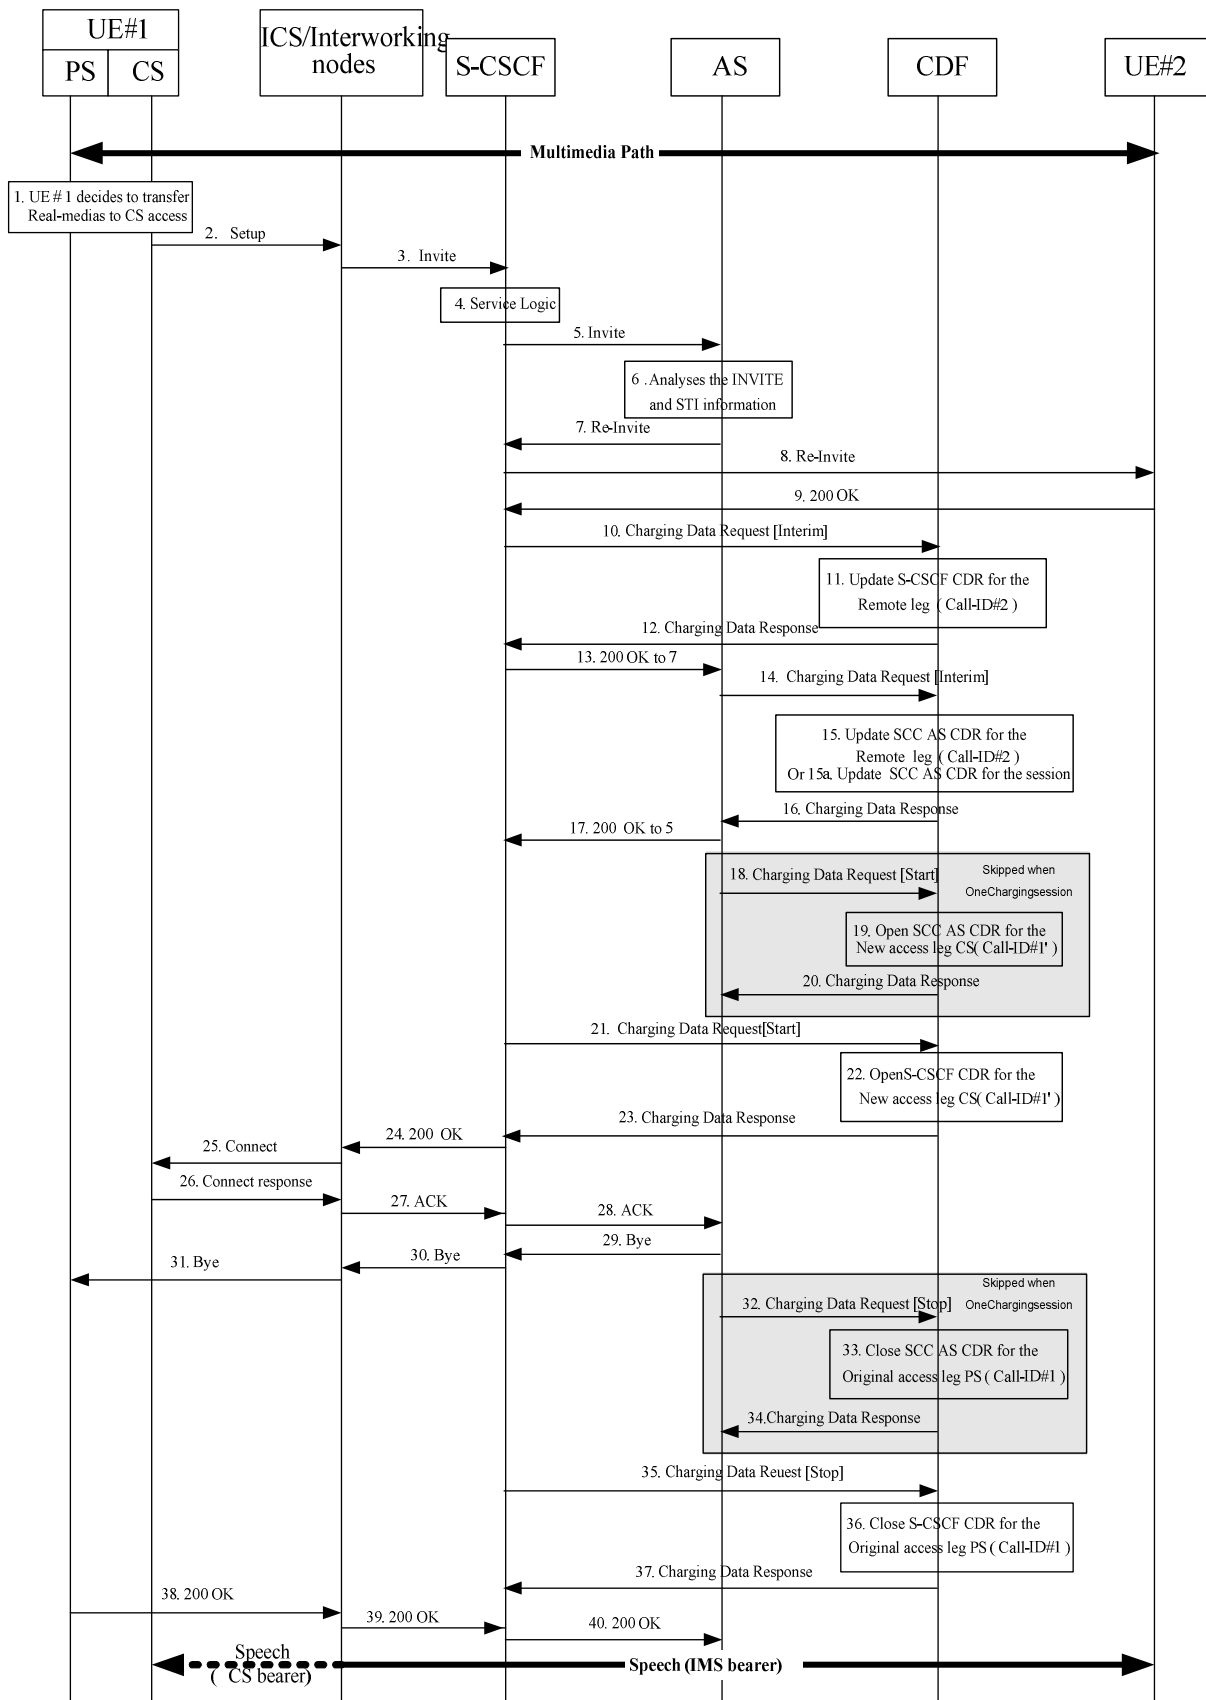 UE#1
PS
CS
ICS/Interworking
nodes
S-CSCF
AS
CDF
UE#2
Multimedia Path
1. UE # 1 decides to transfer
Real-medias to CS access
2. Setup
3. Invite
4. Service Logic
5. Invite
6 . Analyses the INVITE
and STI information
7. Re-Invite
8. Re-Invite
9. 200 OK
10. Charging Data Request [Interim]
11. Update S-CSCF CDR for the
Remote leg ( Call-ID#2 )
12. Charging Data Response
13. 200 OK to 7
14. Charging Data Request [Interim]
15. Update SCC AS CDR for the
Remote leg ( Call-ID#2 )
Or 15a. Update SCC AS CDR for the session
16. Charging Data Response
17. 200 OK to 5
18. Charging Data Request [Start]
Skipped when
OneChargingsession
19. Open SCC AS CDR for the
New access leg CS( Call-ID#1' )
20. Charging Data Response
21. Charging Data Request[Start]
22. OpenS-CSCF CDR for the
New access leg CS( Call-ID#1' )
23. Charging Data Response
24. 200 OK
25. Connect
26. Connect response
27. ACK
28. ACK
29. Bye
30. Bye
31. Bye
Skipped when
32. Charging Data Request [Stop]
OneChargingsession
33. Close SCC AS CDR for the
Original access leg PS ( Call-ID#1 )
34.Charging Data Response
35. Charging Data Reuest [Stop]
36. Close S-CSCF CDR for the
Original access leg PS ( Call-ID#1 )
37. Charging Data Response
38. 200 OK
39. 200 OK
40. 200 OK
Speech
( CS bearer)
Speech (IMS bearer)